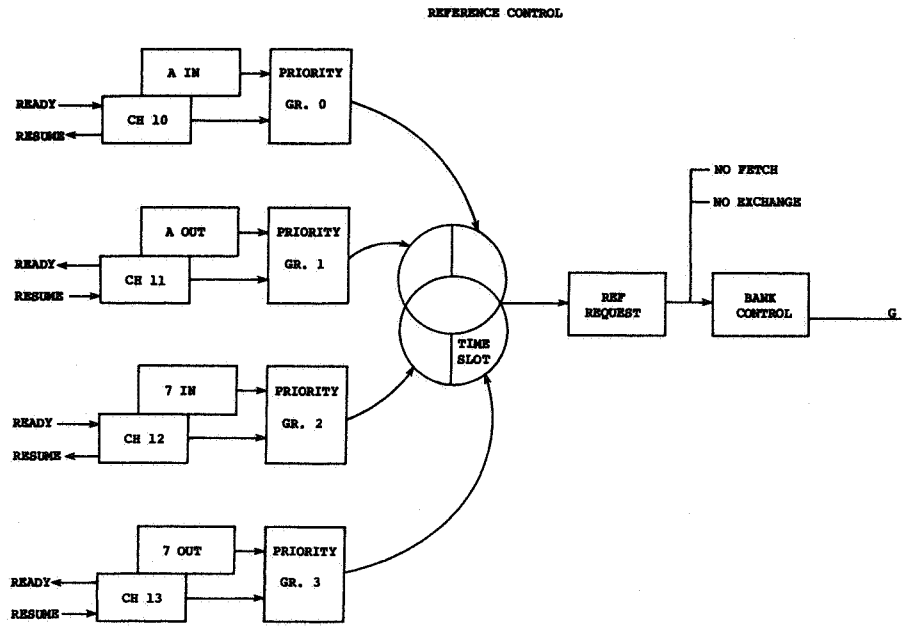 REFERENCE CONTROL
A IN
PRIORITY
GR. 0
READY
CH 10
RESUME
NO FETCH
NO EXCHANGE
A OUT
PRIORITY
GR. 1
READY
CH 11
RESUME
REF
REQUEST
BANK
CONTROL
G
TIME
SLOT
7 IN
PRIORITY
GR. 2
READY
CH 12
RESUME
7 OUT
PRIORITY
GR. 3
READY
CH 13
RESUME